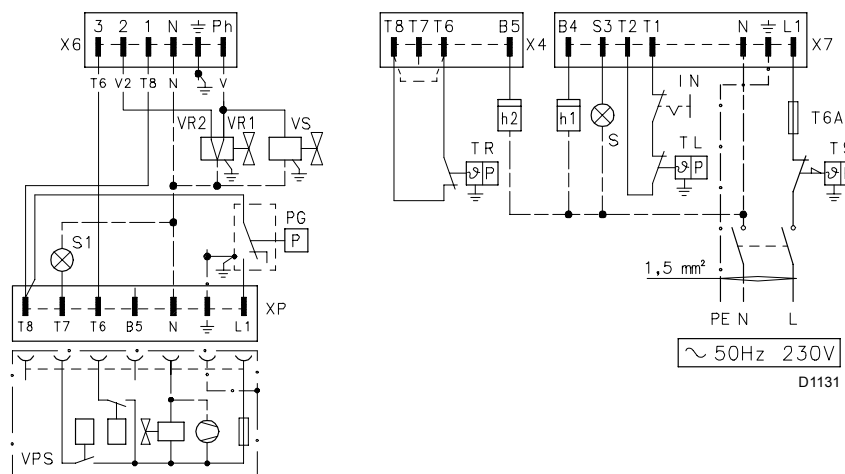 X6 3 2 1 N Ph
T6 V2 T8 N V
VR2 VR1 VS
PG
P
S1
XP
T8 T7 T6 B5 N L1
VPS
T8 T7 T6 B5 X4 B4 S3 T2 T1 N L1 X7
IN
h2 h1 S
T6A
TR TL
ϑ P ϑ P ϑ
1,5 mm²
PE N L
~ 50Hz 230V
D1131